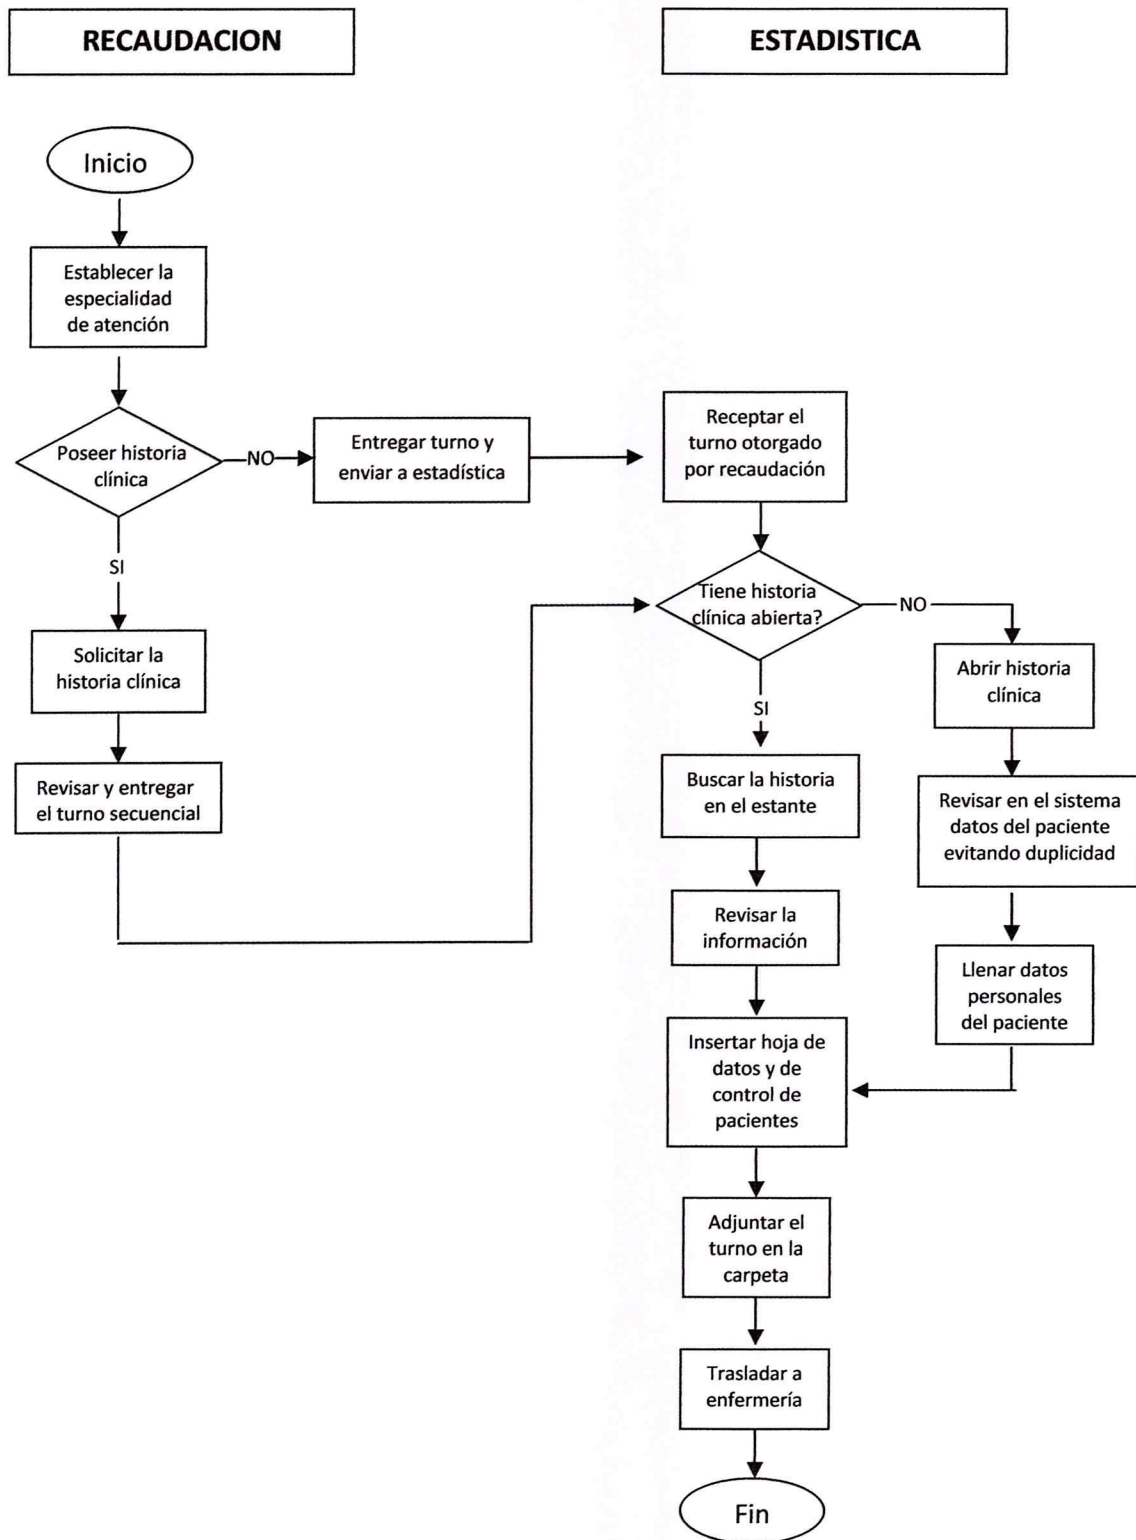 RECAUDACION
ESTADISTICA
Inicio
Establecer la
especialidad
de atención
Poseer historia
clínica
NO
Entregar turno y
enviar a estadística
Receptar el
turno otorgado
por recaudación
SI
Solicitar la
historia clínica
Revisar y entregar
el turno secuencial
Tiene historia
clínica abierta?
NO
Abrir historia
clínica
SI
Buscar la historia
en el estante
Revisar en el sistema
datos del paciente
evitando duplicidad
Revisar la
información
Llenar datos
personales
del paciente
Insertar hoja de
datos y de
control de
pacientes
Adjuntar el
turno en la
carpeta
Trasladar a
enfermería
Fin